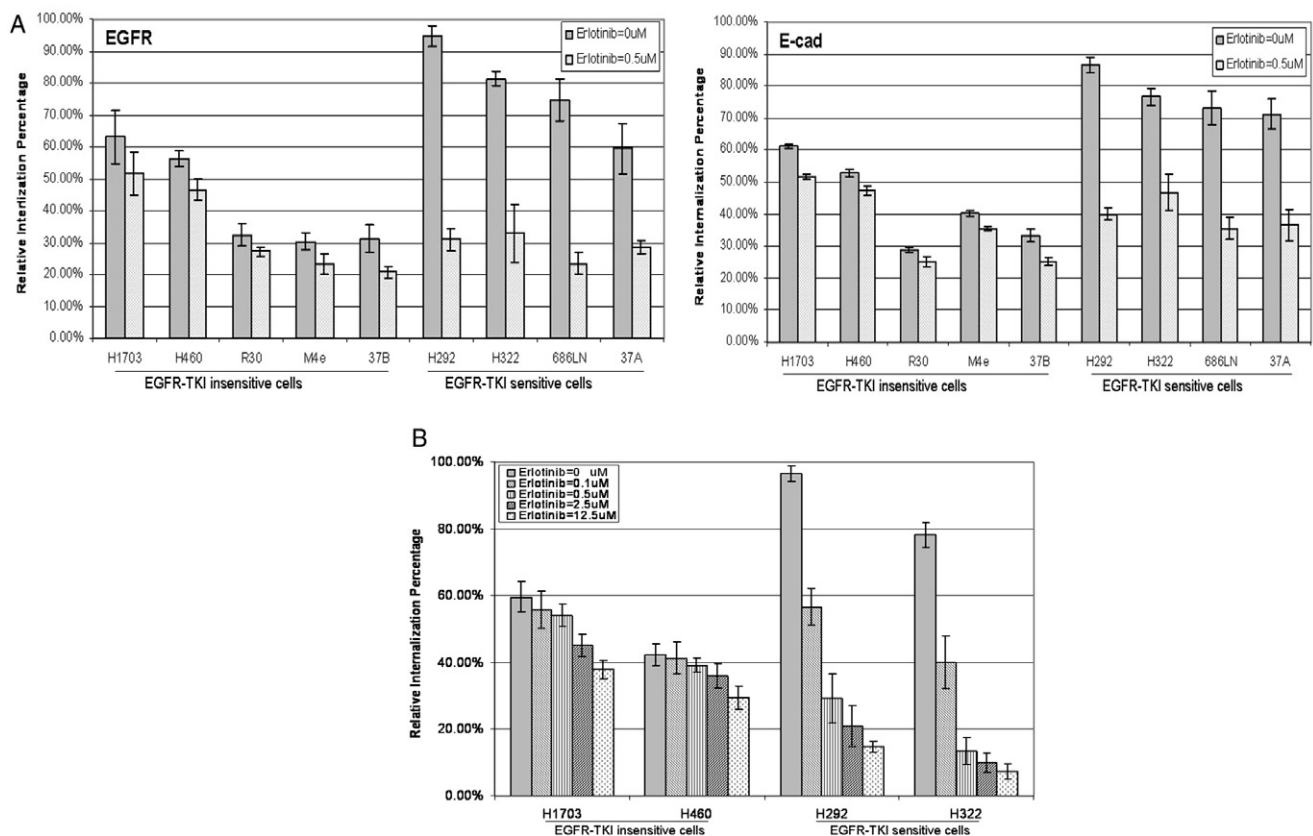 A
EGFR
Erlotinib=0uM
Erlotinib=0.5uM
Relative Interlization Percentage
100.00%
90.00%
80.00%
70.00%
60.00%
50.00%
40.00%
30.00%
20.00%
10.00%
0.00%
H1703 H460 R30 M4e 37B H292 H322 686LN 37A
EGFR-TKI insensitive cells EGFR-TKI sensitive cells
E-cad
Erlotinib=0uM
Erlotinib=0.5uM
Relative Internalization Percentage
100.00%
90.00%
80.00%
70.00%
60.00%
50.00%
40.00%
30.00%
20.00%
10.00%
0.00%
H1703 H460 R30 M4e 37B H292 H322 686LN 37A
EGFR-TKI insensitive cells EGFR-TKI sensitive cells
B
Erlotinib=0 uM
Erlotinib=0.1uM
Erlotinib=0.5uM
Erlotinib=2.5uM
Erlotinib=12.5uM
Relative Internalization Percentage
100.00%
80.00%
60.00%
40.00%
20.00%
0.00%
H1703 H460 H292 H322
EGFR-TKI insensitive cells EGFR-TKI sensitive cells